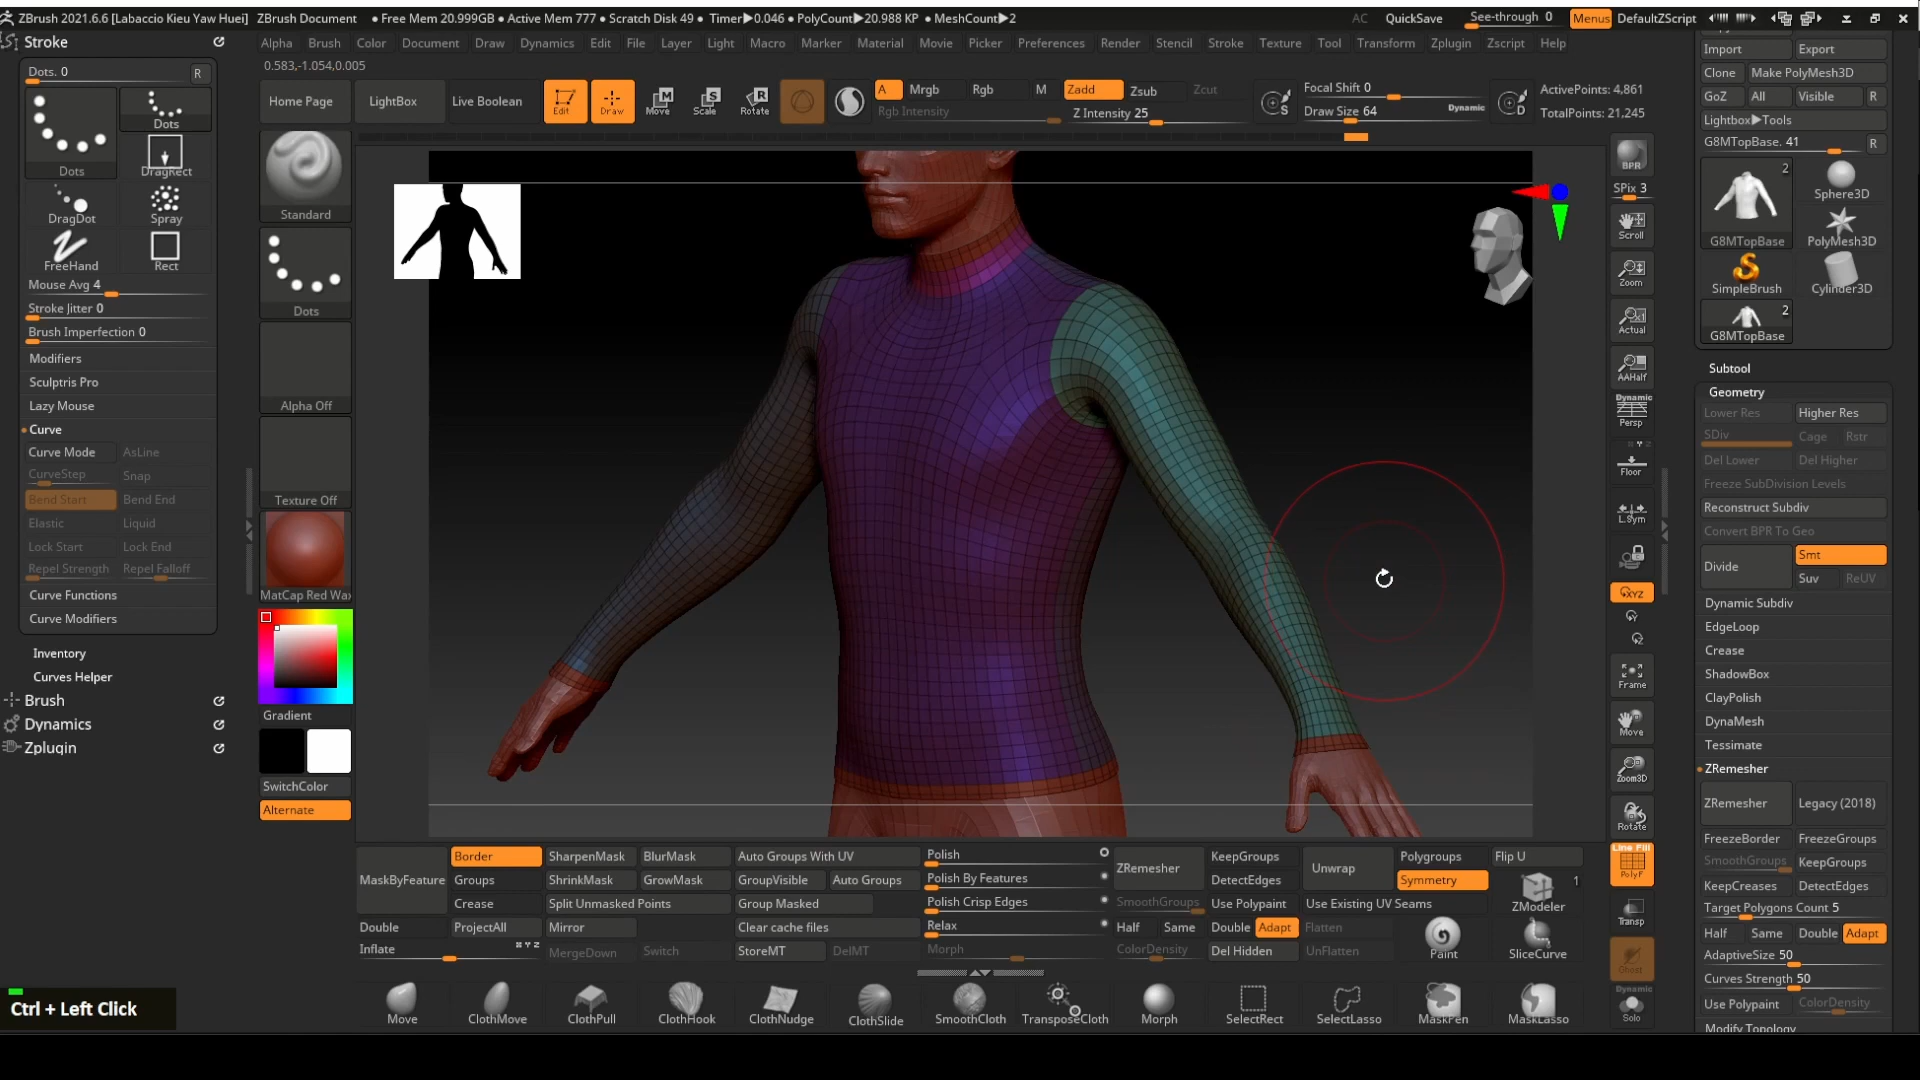 ZBrush 2021.6.6 [Labaccio Kieu Yaw Huei] ZBrush Document • Free Mem 20.999GB • Active Mem 777 • Scratch Disk 49 • Timer▶0.046 • PolyCount▶20.988 KP • MeshCount▶2 AC QuickSave See-through 0 Menus DefaultZScript
Stroke
Alpha Brush Color Document Draw Dynamics Edit File Layer Light Macro Marker Material Movie Picker Preferences Render Stencil Stroke Texture Tool Transform Zplugin Zscript Help
0.583,-1.054,0.005
Home Page LightBox Live Boolean Edit Draw Move Scale Rotate
A Mrgb Rgb M Zadd Zsub Zcut
Rgb Intensity Z Intensity 25
Focal Shift 0
Draw Size 64 Dynamic
ActivePoints: 4,861
TotalPoints: 21,245
Dots. 0 R
Dots
Dots
DragRect
DragDot Spray
FreeHand Rect
Mouse Avg 4
Stroke Jitter 0
Brush Imperfection 0
Modifiers
Sculptris Pro
Lazy Mouse
Curve
Curve Mode AsLine
CurveStep Snap
Bend Start Bend End
Elastic Liquid
Lock Start Lock End
Repel Strength Repel Falloff
Curve Functions
Curve Modifiers
Inventory
Curves Helper
Brush
Dynamics
Zplugin
Standard
Dots
Alpha Off
Texture Off
MatCap Red Wax
Gradient
SwitchColor
Alternate
Ctrl + Left Click
BPR
SPix 3
Scroll
Zoom
Actual
AAHalf
Dynamic
Persp
Floor
L.Sym
XYZ
Frame
Move
Zoom3D
Rotate
Line Fill
PolyF
Transp
Ghost
Dynamic
Solo
Import Export
Clone Make PolyMesh3D
GoZ All Visible R
Lightbox▶Tools
G8MTopBase. 41 R
2
G8MTopBase
Sphere3D
PolyMesh3D
SimpleBrush Cylinder3D
2
G8MTopBase
Subtool
Geometry
Lower Res Higher Res
SDiv Cage Rstr
Del Lower Del Higher
Freeze SubDivision Levels
Reconstruct Subdiv
Convert BPR To Geo
Divide Smt
Suv ReUV
Dynamic Subdiv
EdgeLoop
Crease
ShadowBox
ClayPolish
DynaMesh
Tessimate
ZRemesher
ZRemesher Legacy (2018)
FreezeBorder FreezeGroups
SmoothGroups KeepGroups
KeepCreases DetectEdges
Target Polygons Count 5
Half Same Double Adapt
AdaptiveSize 50
Curves Strength 50
Use Polypaint ColorDensity
Modify Topology
MaskByFeature Border SharpenMask BlurMask Auto Groups With UV Polish ZRemesher KeepGroups Unwrap Polygroups Flip U
Groups ShrinkMask GrowMask GroupVisible Auto Groups Polish By Features DetectEdges Symmetry ZModeler 1
Crease Split Unmasked Points Group Masked Polish Crisp Edges SmoothGroups Use Polypaint Use Existing UV Seams
Double ProjectAll Mirror Clear cache files Relax Half Same Double Adapt Flatten Paint SliceCurve
Inflate MergeDown Switch StoreMT DelMT Morph ColorDensity Del Hidden UnFlatten
Move ClothMove ClothPull ClothHook ClothNudge ClothSlide SmoothCloth TransposeCloth Morph SelectRect SelectLasso MaskPen MaskLasso